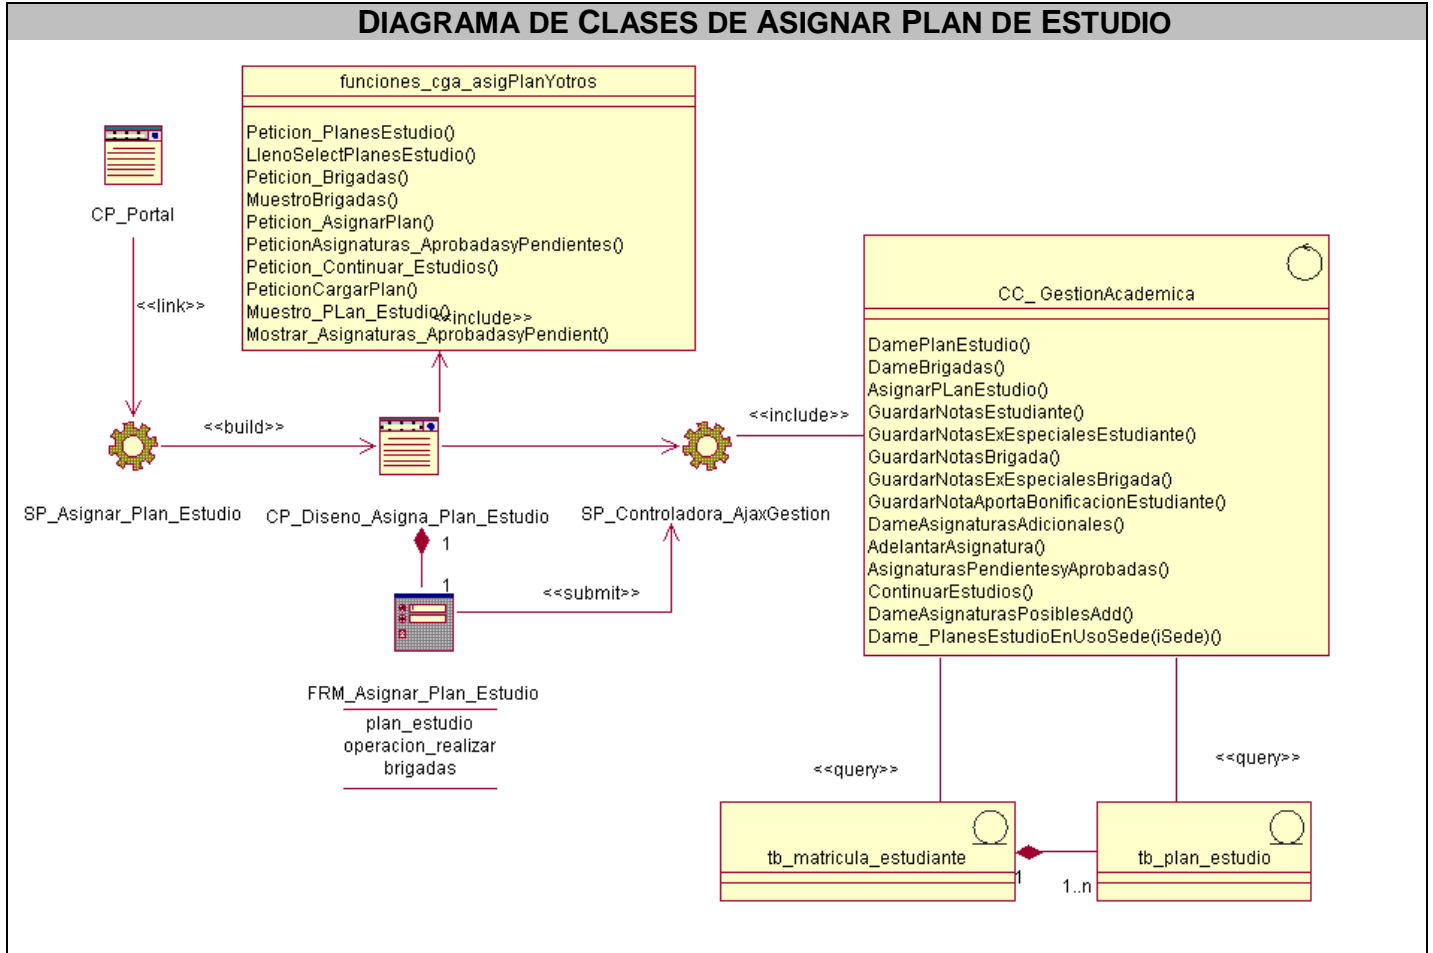 DIAGRAMA DE CLASES DE ASIGNAR PLAN DE ESTUDIO
funciones_cga_asigPlanYotros
Peticion_PlanesEstudio()
LlenoSelectPlanesEstudio()
Peticion_Brigadas()
MuestroBrigadas()
Peticion_AsignarPlan()
PeticionAsignaturas_AprobadasyPendientes()
Peticion_Continuar_Estudios()
PeticionCargarPlan()
Muestro_PLan_Estudio()
Mostrar_Asignaturas_AprobadasyPendient()
<<include>>
CP_Portal
<<link>>
CC_ GestionAcademica
DamePlanEstudio()
DameBrigadas()
AsignarPLanEstudio()
GuardarNotasEstudiante()
GuardarNotasExEspecialesEstudiante()
GuardarNotasBrigada()
GuardarNotasExEspecialesBrigada()
GuardarNotaAportaBonificacionEstudiante()
DameAsignaturasAdicionales()
AdelantarAsignatura()
AsignaturasPendientesyAprobadas()
ContinuarEstudios()
DameAsignaturasPosiblesAdd()
Dame_PlanesEstudioEnUsoSede(iSede)()
<<build>>
<<include>>
SP_Asignar_Plan_Estudio
CP_Diseno_Asigna_Plan_Estudio
SP_Controladora_AjaxGestion
1
1
<<submit>>
FRM_Asignar_Plan_Estudio
plan_estudio
operacion_realizar
brigadas
<<query>>
<<query>>
tb_matricula_estudiante
1
1..n
tb_plan_estudio